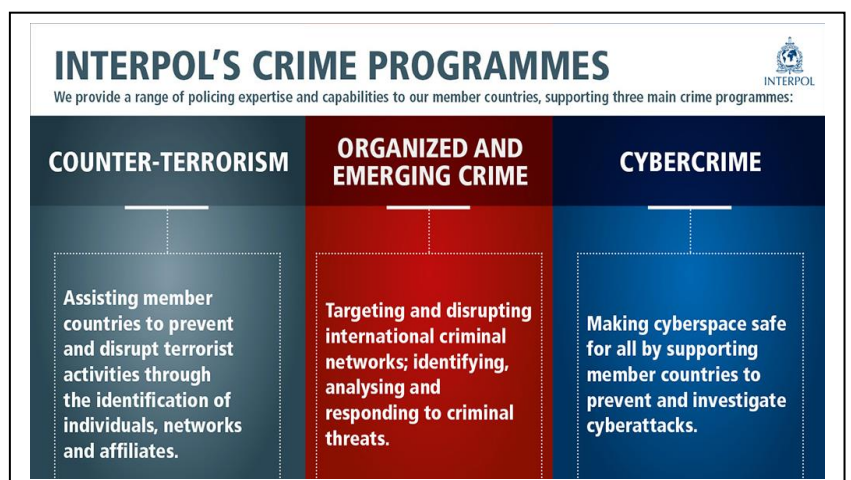 INTERPOL'S CRIME PROGRAMMES
INTERPOL
We provide a range of policing expertise and capabilities to our member countries, supporting three main crime programmes:
COUNTER-TERRORISM
Assisting member
countries to prevent
and disrupt terrorist
activities through
the identification of
individuals, networks
and affiliates.
ORGANIZED AND
EMERGING CRIME
Targeting and disrupting
international criminal
networks; identifying,
analysing and
responding to criminal
threats.
CYBERCRIME
Making cyberspace safe
for all by supporting
member countries to
prevent and investigate
cyberattacks.